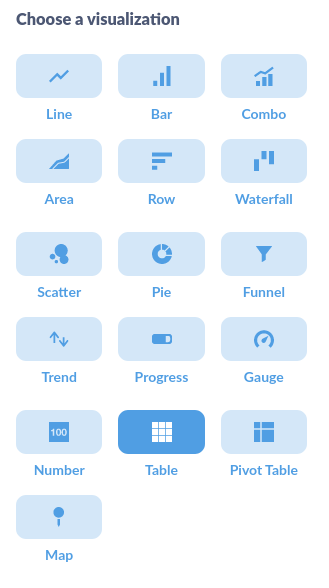 Choose a visualization
Line
Bar
Combo
Area
Row
Waterfall
Scatter
Pie
Funnel
Trend
Progress
Gauge
100
Number
Table
Pivot Table
Map